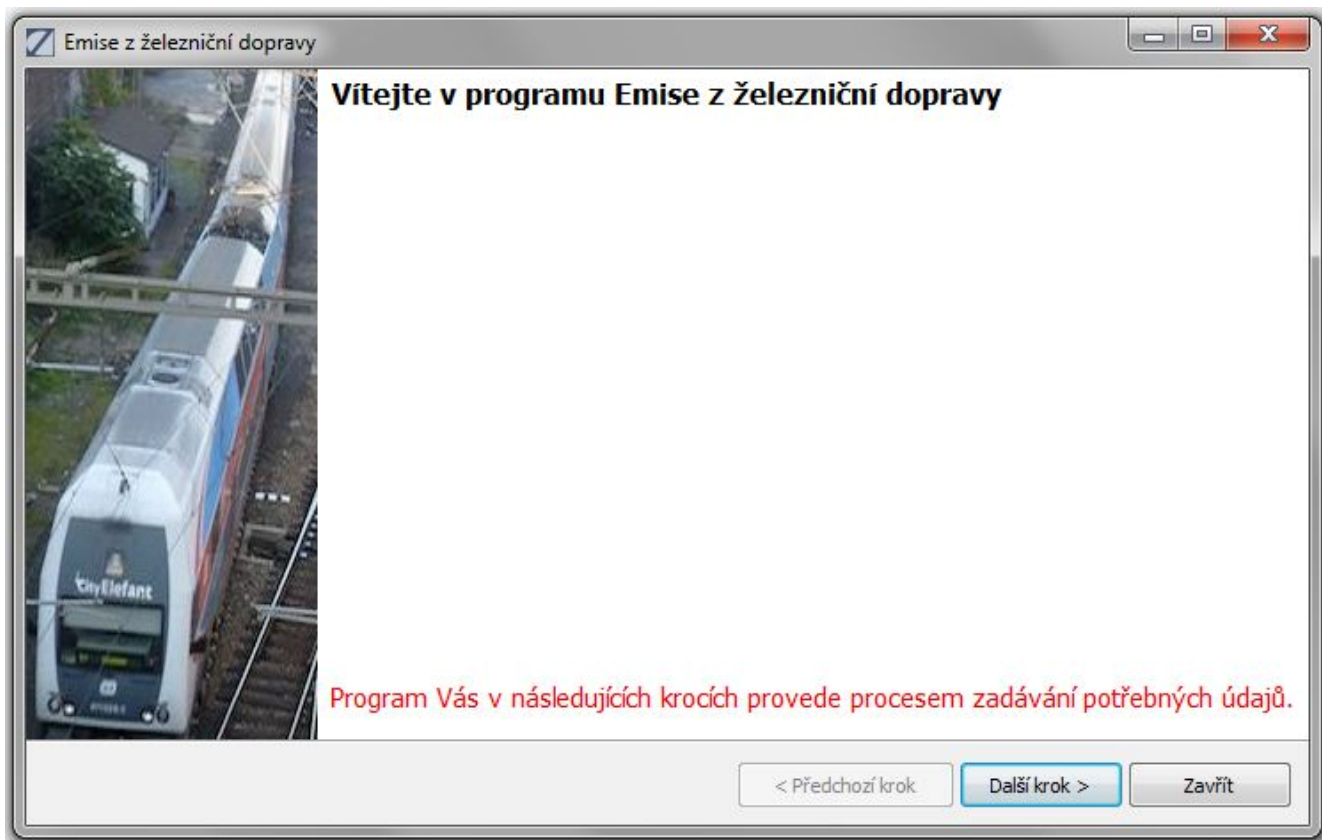 Emise z železniční dopravy
Vítejte v programu Emise z železniční dopravy
CityElefant
Program Vás v následujících krocích provede procesem zadávání potřebných údajů.
< Předchozí krok
Další krok >
Zavřít